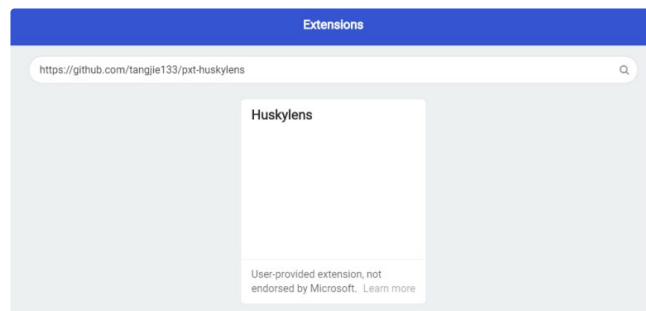 Extensions
https://github.com/tangjie133/pxt-huskylens
Huskylens
User-provided extension, not
endorsed by Microsoft. Learn more